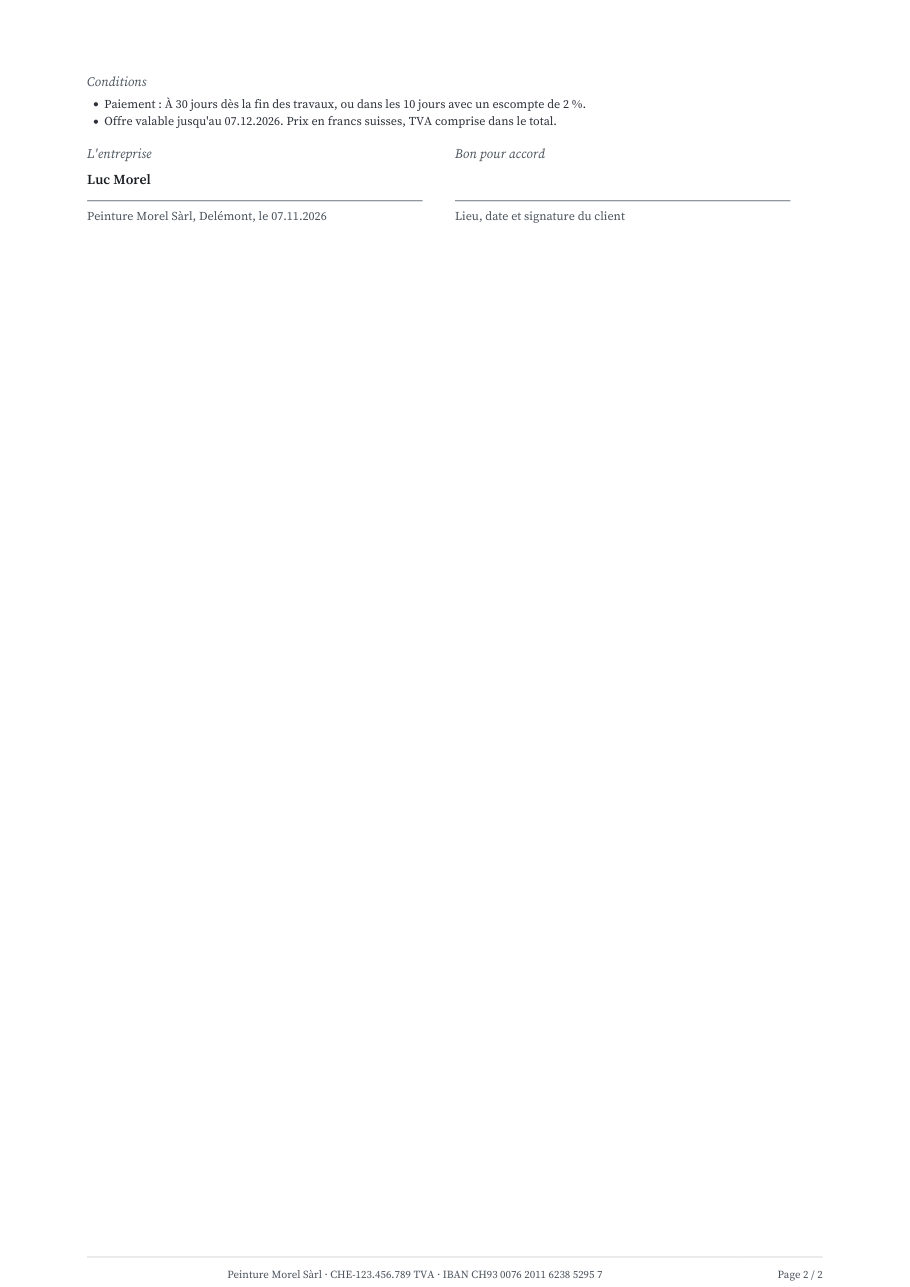 Conditions
• Paiement : À 30 jours dès la fin des travaux, ou dans les 10 jours avec un escompte de 2 %.
• Offre valable jusqu'au 07.12.2026. Prix en francs suisses, TVA comprise dans le total.
L'entreprise
Bon pour accord
Luc Morel
Peinture Morel Sàrl, Delémont, le 07.11.2026
Lieu, date et signature du client
Peinture Morel Sàrl · CHE-123.456.789 TVA · IBAN CH93 0076 2011 6238 5295 7
Page 2 / 2